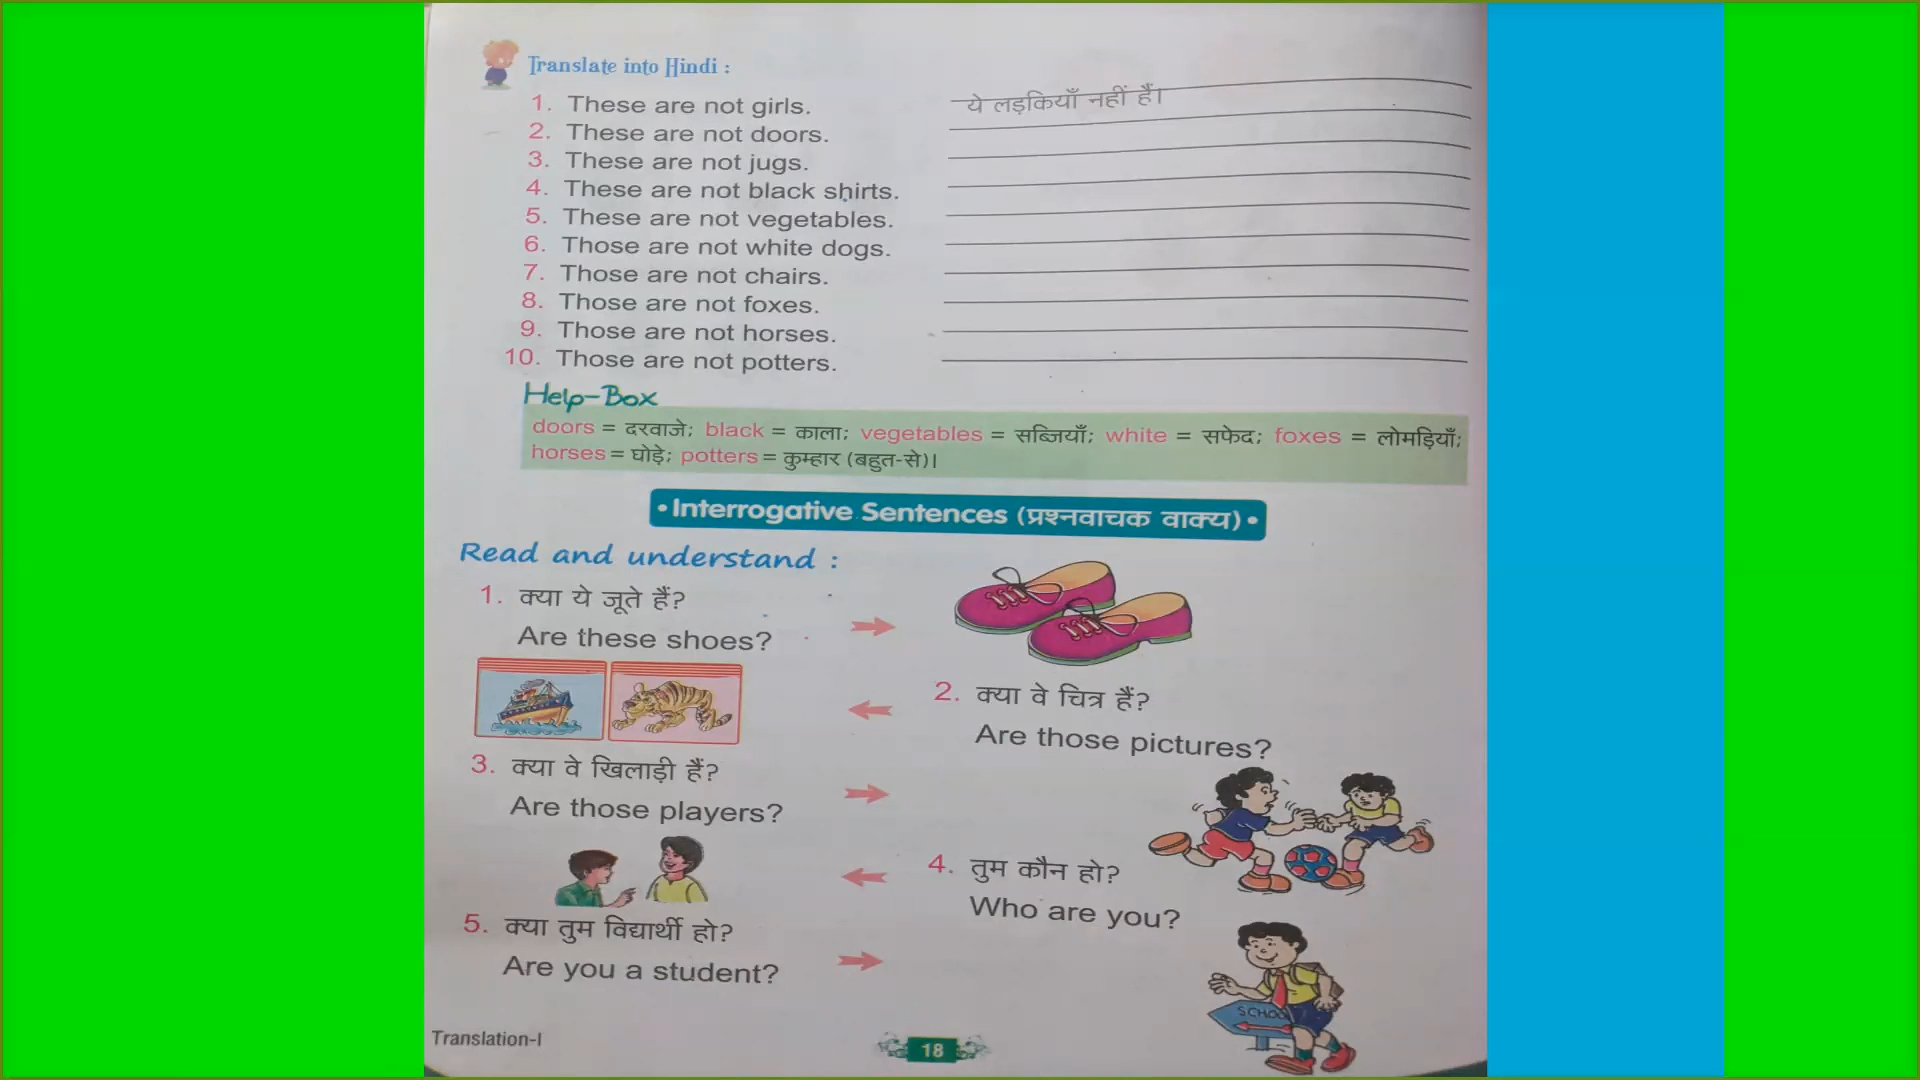 Translate into Hindi :
1. These are not girls. ये लड़कियाँ नहीं हैं।
2. These are not doors.
3. These are not jugs.
4. These are not black shirts.
5. These are not vegetables.
6. Those are not white dogs.
7. Those are not chairs.
8. Those are not foxes.
9. Those are not horses.
10. Those are not potters.
Help-Box
doors = दरवाजे; black = काला; vegetables = सब्जियाँ; white = सफेद; foxes = लोमड़ियाँ;
horses = घोड़े; potters = कुम्हार (बहुत-से)।
• Interrogative Sentences (प्रश्नवाचक वाक्य) •
Read and understand :
1. क्या ये जूते हैं?
Are these shoes?
2. क्या वे चित्र हैं?
Are those pictures?
3. क्या वे खिलाड़ी हैं?
Are those players?
4. तुम कौन हो?
Who are you?
5. क्या तुम विद्यार्थी हो?
Are you a student?
SCHOOL
Translation-I
18